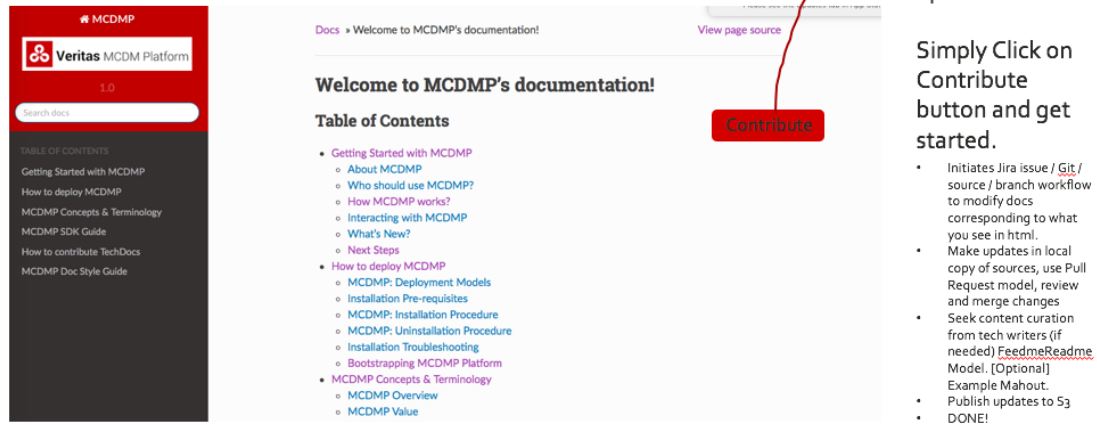 MCDMP
Veritas MCDM Platform
1.0
Search docs
TABLE OF CONTENTS
Getting Started with MCDMP
How to deploy MCDMP
MCDMP Concepts & Terminology
MCDMP SDK Guide
How to contribute TechDocs
MCDMP Doc Style Guide
Docs » Welcome to MCDMP's documentation!
View page source
Welcome to MCDMP's documentation!
Table of Contents
Contribute
• Getting Started with MCDMP
About MCDMP
Who should use MCDMP?
How MCDMP works?
Interacting with MCDMP
What's New?
Next Steps
• How to deploy MCDMP
MCDMP: Deployment Models
Installation Pre-requisites
MCDMP: Installation Procedure
MCDMP: Uninstallation Procedure
Installation Troubleshooting
Bootstrapping MCDMP Platform
• MCDMP Concepts & Terminology
MCDMP Overview
MCDMP Value
Simply Click on
Contribute
button and get
started.
• Initiates Jira issue / Git /
source / branch workflow
to modify docs
corresponding to what
you see in html.
• Make updates in local
copy of sources, use Pull
Request model, review
and merge changes
• Seek content curation
from tech writers (if
needed) FeedmeReadme
Model. [Optional]
Example Mahout.
• Publish updates to S3
• DONE!